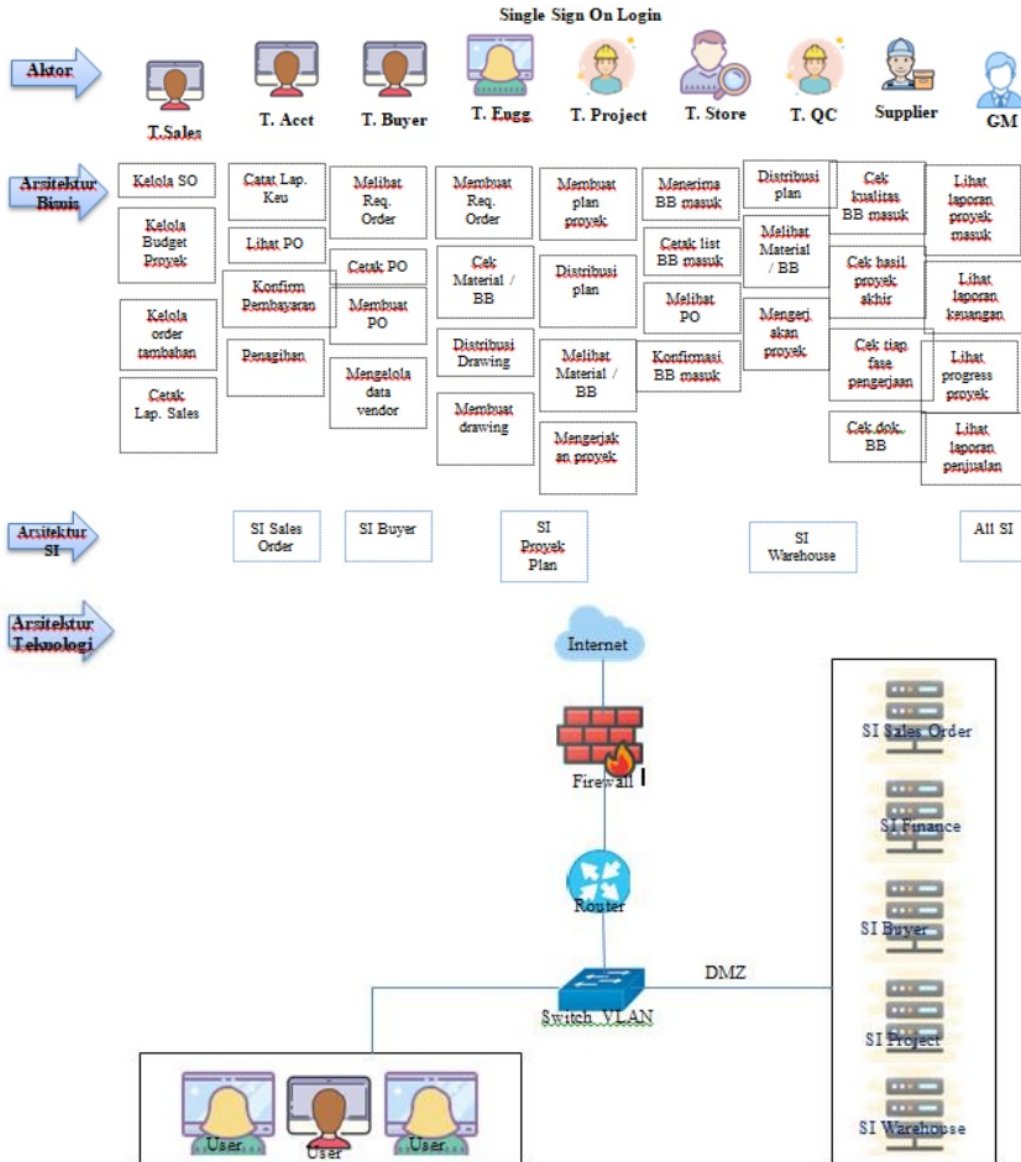 Single Sign On Login
Aktor
T.Sales
T. Acct
T. Buyer
T. Engg
T. Project
T. Store
T. QC
Supplier
GM
Arsitektur
Bisnis
Kelola SO
Kelola
Budget
Proyek
Kelola
order
tambahan
Cetak
Lap. Sales
Catat Lap.
Keu
Lihat PO
Konfirm
Pembayaran
Penagihan
Melihat
Req.
Order
Cetak PO
Membuat
PO
Mengelola
data
vendor
Membuat
Req.
Order
Cek
Material /
BB
Distribusi
Drawing
Membuat
drawing
Membuat
plan
proyek
Distribusi
plan
Melihat
Material /
BB
Mengerjak
an proyek
Menerima
BB masuk
Cetak list
BB masuk
Melihat
PO
Konfirmasi
BB masuk
Distribusi
plan
Melihat
Material
/ BB
Mengerj
akan
proyek
Cek
kualitas
BB masuk
Cek hasil
proyek
akhir
Cek tiap
fase
pengerjaan
Cek dok.
BB
Lihat
laporan
proyek
masuk
Lihat
laporan
keuangan
Lihat
progress
proyek
Lihat
laporan
penjualan
Arsitektur
SI
SI Sales
Order
SI Buyer
SI
Proyek
Plan
SI
Warehouse
All SI
Arsitektur
Teknologi
Internet
Firewall
Router
Switch VLAN
DMZ
SI Sales Order
SI Finance
SI Buyer
SI Project
SI Warehouse
User
User
User